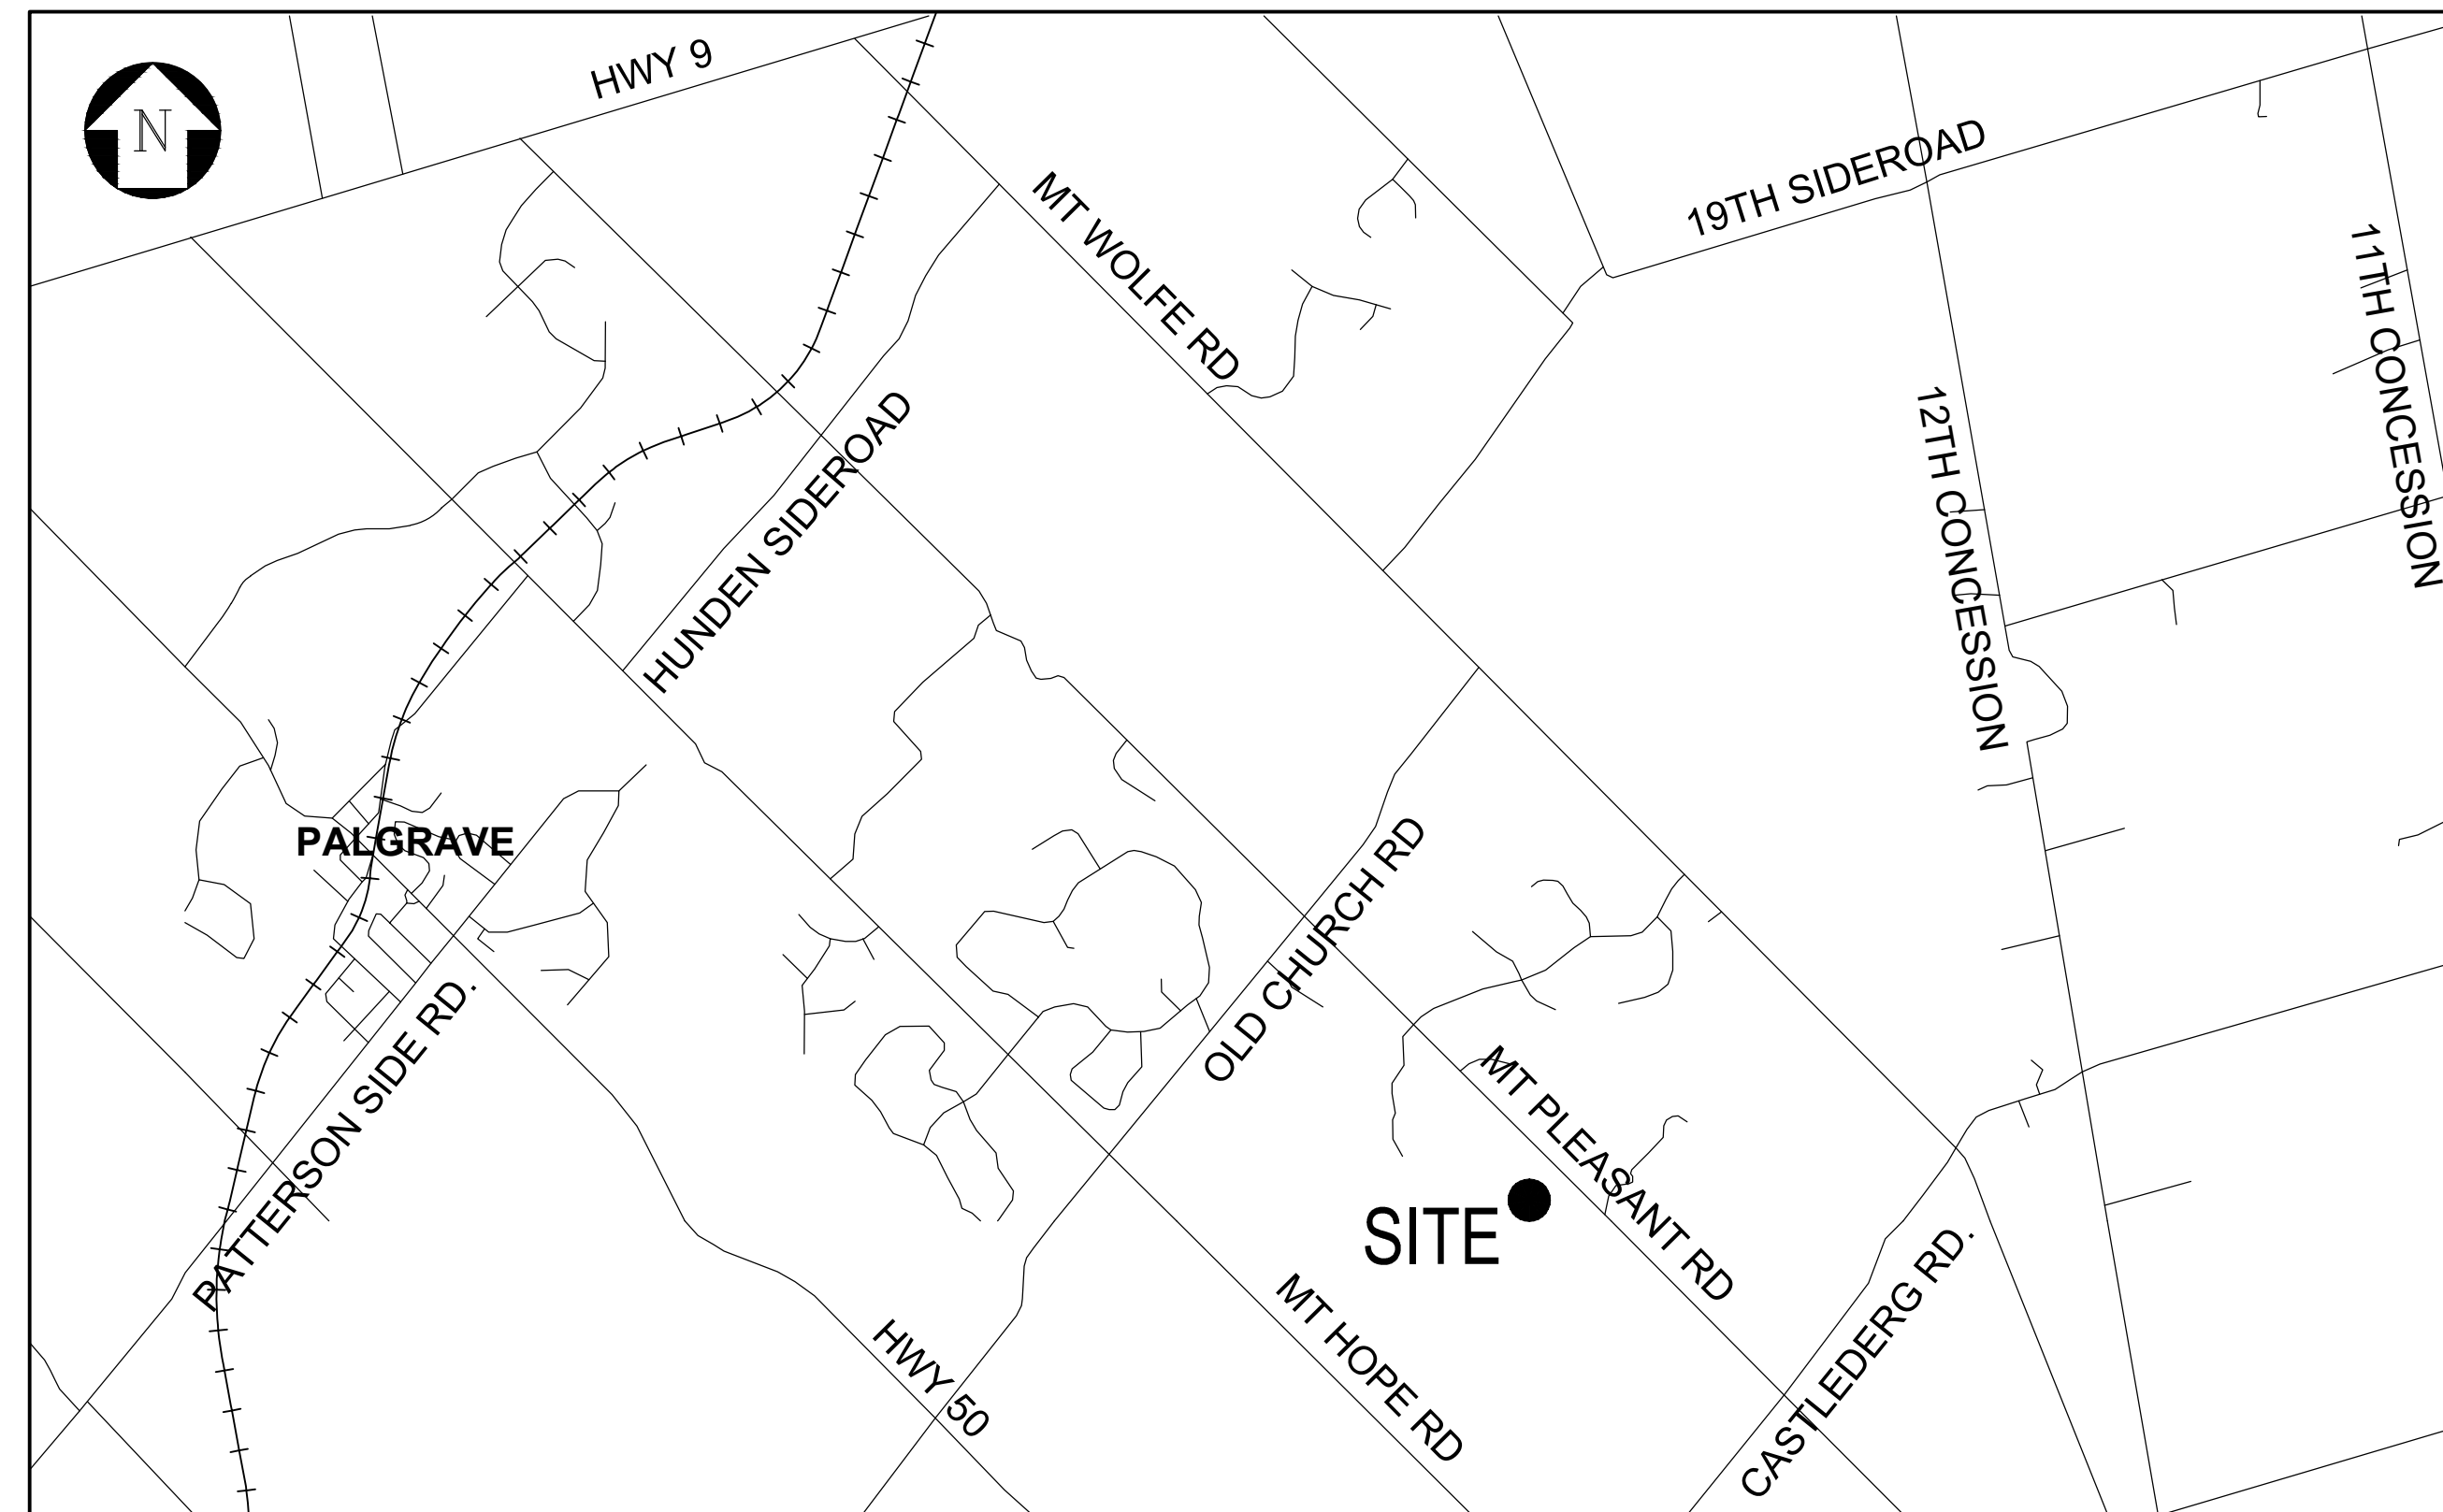 HWY 9
N
19TH SIDEROAD
MT WOLFE RD
11TH CONCESSION
12TH CONCESSION
HUNDEN SIDEROAD
PALGRAVE
OLD CHURCH RD
PATTERSON SIDE RD.
MT PLEASANT RD
SITE
CASTLEDERG RD.
MT HOPE RD
HWY 50